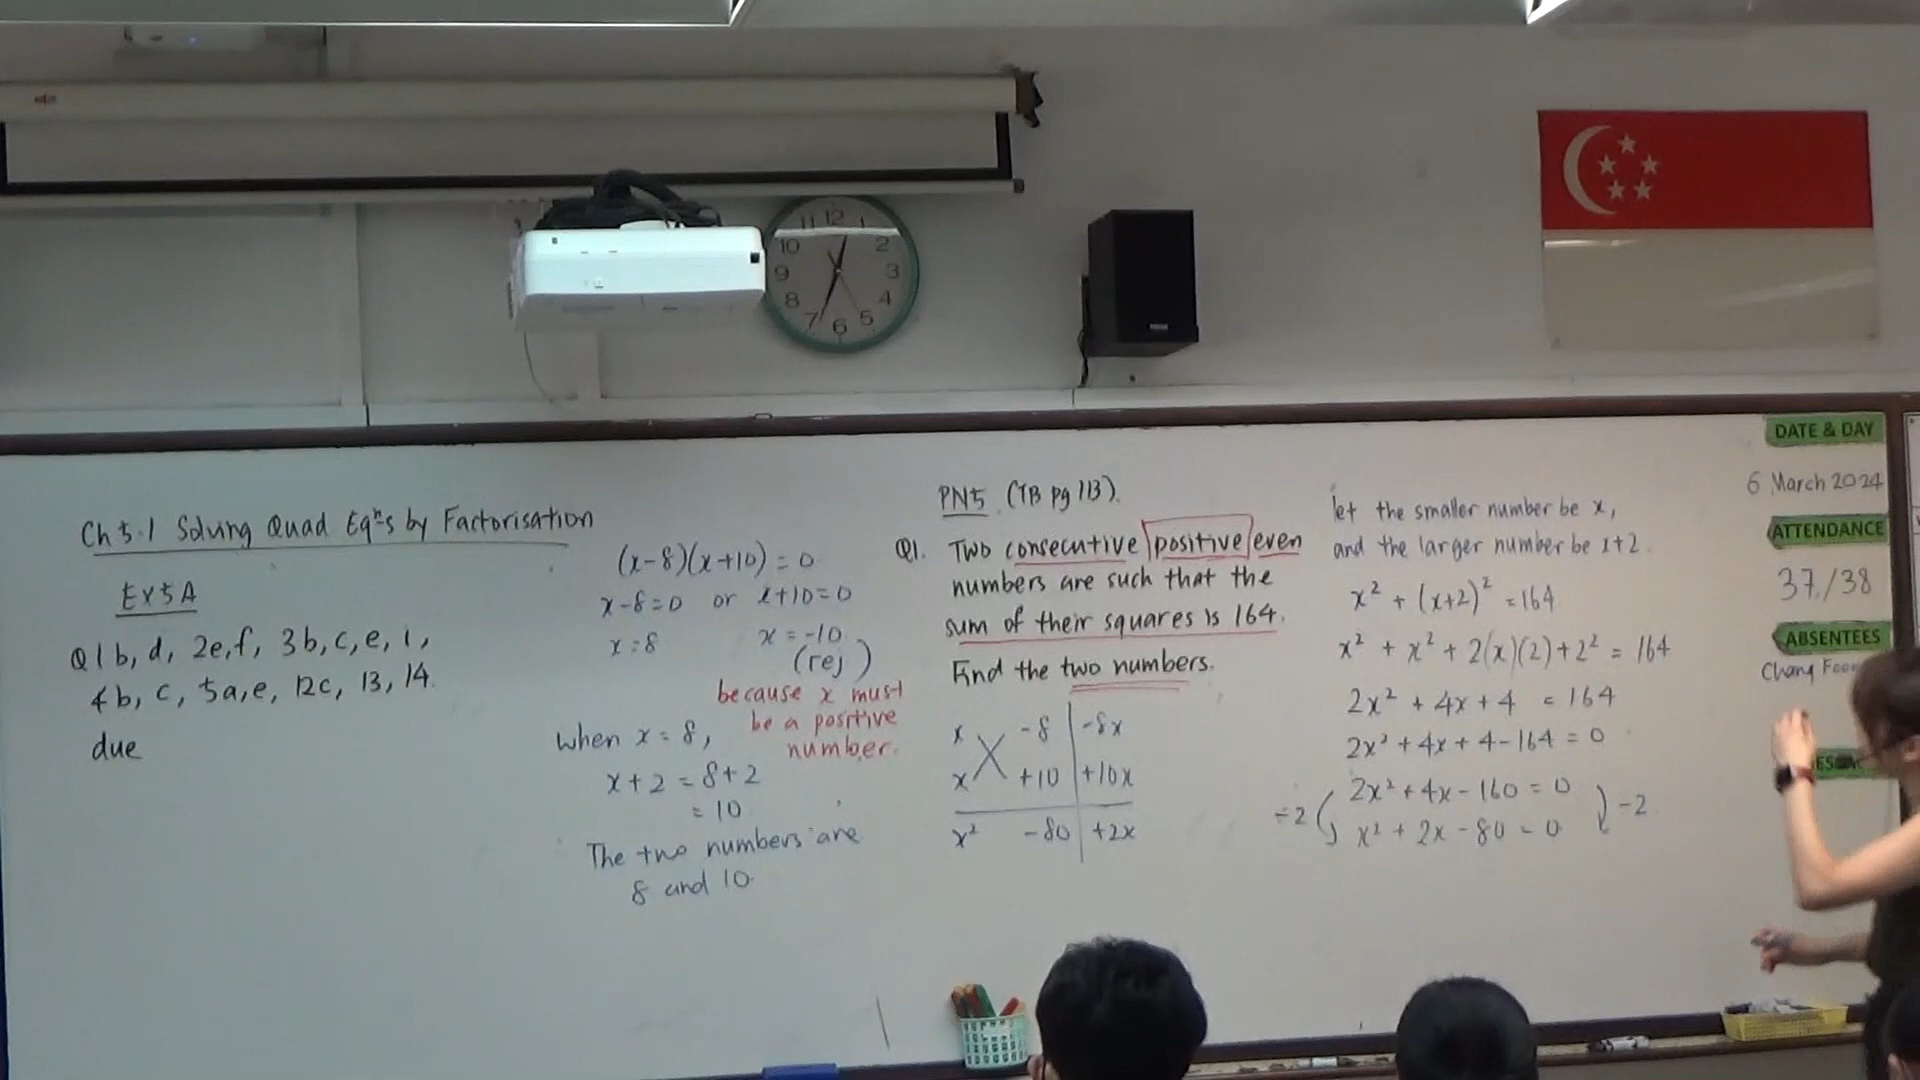 Ch 5.1 Solving Quad Eqⁿs by Factorisation
Ex 5A
Q1b, d, 2e,f, 3b,c,e,i,
4b, c, 5a,e, 12c, 13, 14.
due
(x-8)(x+10) = 0
x-8=0 or x+10=0
x=8 x=-10
(rej)
because x must
be a positive
number.
when x=8,
x+2 = 8+2
= 10
The two numbers are
8 and 10.
PN5 (TB pg 113).
Q1. Two consecutive positive even
numbers are such that the
sum of their squares is 164.
Find the two numbers.
x -8 -8x
x +10 +10x
x² -80 +2x
let the smaller number be x,
and the larger number be x+2.
x² + (x+2)² = 164
x² + x² + 2(x)(2) + 2² = 164
2x² + 4x + 4 = 164
2x² + 4x + 4 - 164 = 0
÷2 2x² + 4x - 160 = 0 ÷2
x² + 2x - 80 = 0
DATE & DAY
6 March 2024
ATTENDANCE
37/38
ABSENTEES
Chang
12
1
2
3
4
5
6
7
8
9
10
11